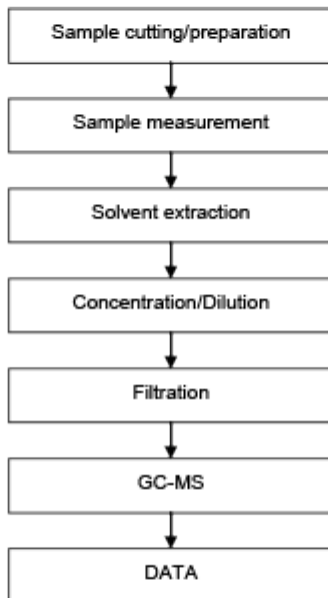 Sample cutting/preparation
Sample measurement
Solvent extraction
Concentration/Dilution
Filtration
GC-MS
DATA